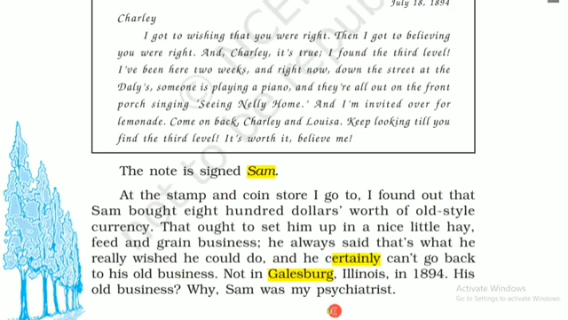 July 18, 1894
Charley
I got to wishing that you were right. Then I got to believing
you were right. And, Charley, it's true; I found the third level!
I've been here two weeks, and right now, down the street at the
Daly's, someone is playing a piano, and they're all out on the front
porch singing 'Seeing Nelly Home.' And I'm invited over for
lemonade. Come on back, Charley and Louisa. Keep looking till you
find the third level! It's worth it, believe me!
The note is signed Sam.
At the stamp and coin store I go to, I found out that
Sam bought eight hundred dollars' worth of old-style
currency. That ought to set him up in a nice little hay,
feed and grain business; he always said that's what he
really wished he could do, and he certainly can't go back
to his old business. Not in Galesburg, Illinois, in 1894. His
old business? Why, Sam was my psychiatrist.
Activate Windows
Go to Settings to activate Windows.
not to be republ
© NCE